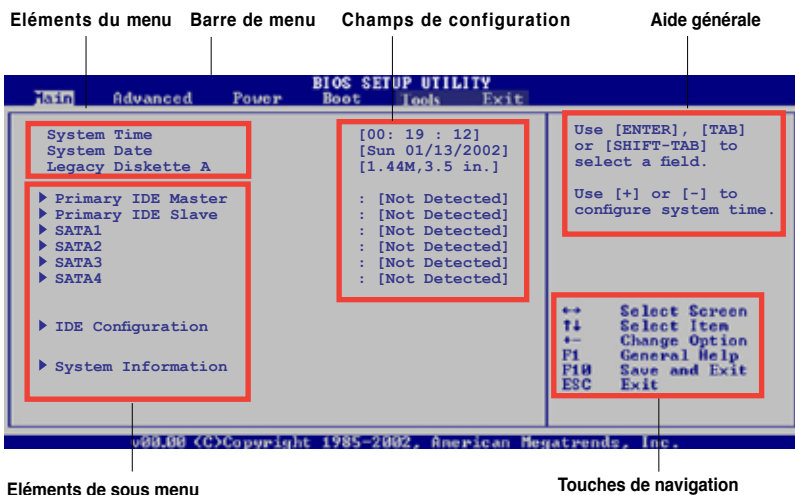 Eléments du menu Barre de menu Champs de configuration Aide générale
BIOS SETUP UTILITY
Main Advanced Power Boot Tools Exit
System Time [00: 19 : 12]
System Date [Sun 01/13/2002]
Legacy Diskette A [1.44M,3.5 in.]
Primary IDE Master : [Not Detected]
Primary IDE Slave : [Not Detected]
SATA1 : [Not Detected]
SATA2 : [Not Detected]
SATA3 : [Not Detected]
SATA4 : [Not Detected]
IDE Configuration
System Information
Use [ENTER], [TAB]
or [SHIFT-TAB] to
select a field.
Use [+] or [-] to
configure system time.
↔ Select Screen
↑↓ Select Item
+- Change Option
F1 General Help
F10 Save and Exit
ESC Exit
v00.00 (C)Copyright 1985-2002, American Megatrends, Inc.
Eléments de sous menu Touches de navigation